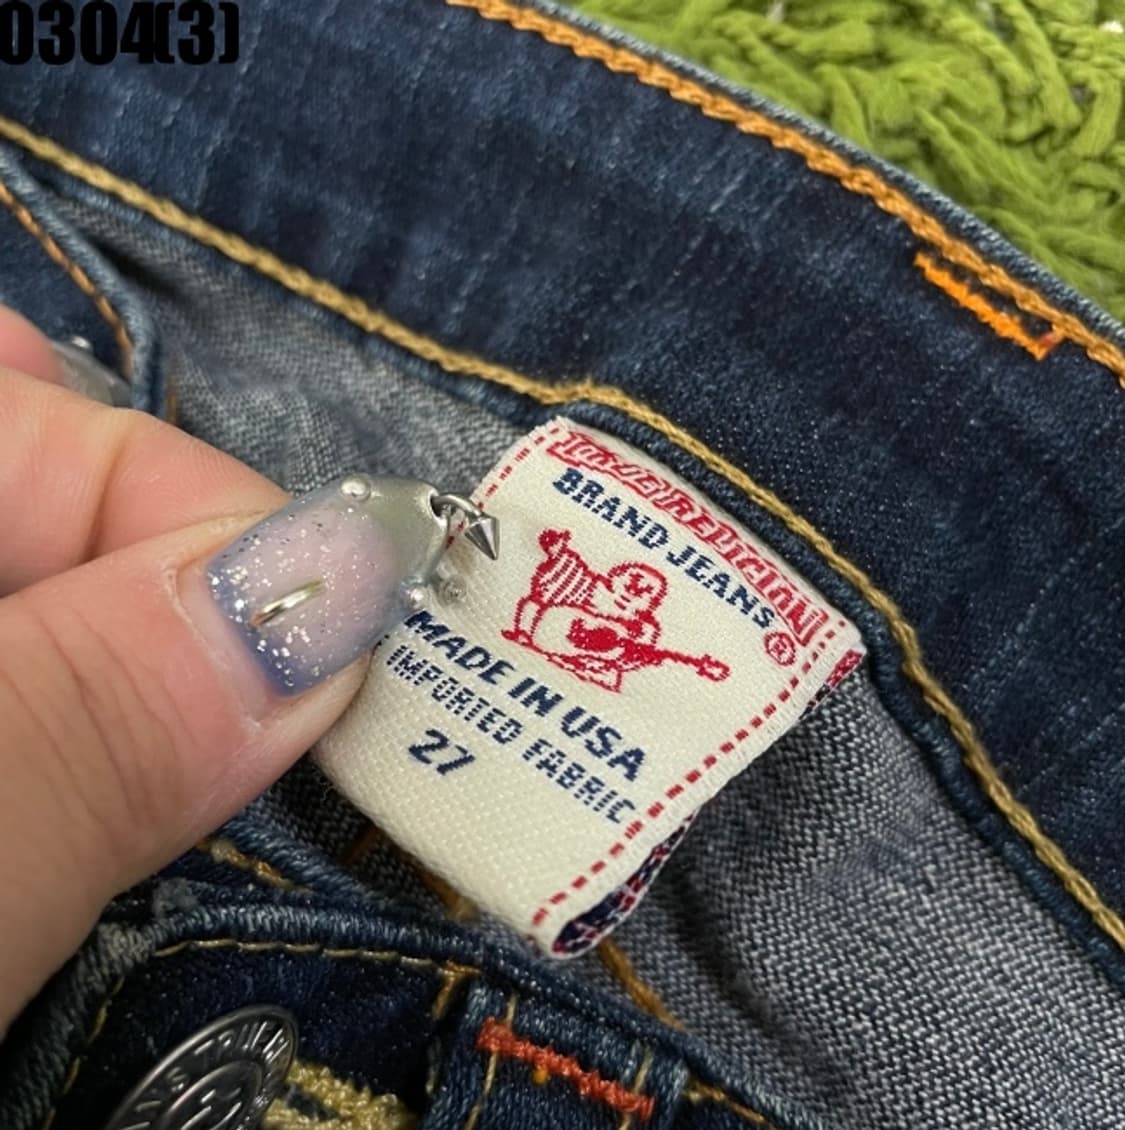 0304(3)
TRUE RELIGION
BRAND JEANS®
MADE IN USA
IMPORTED FABRIC
27